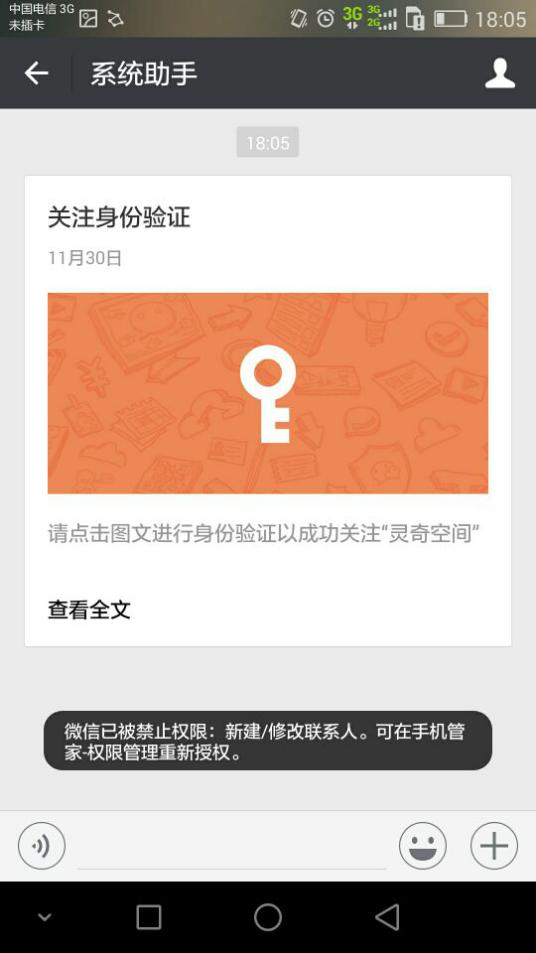 中国电信 3G
未插卡
3G
3G
2G
18:05
系统助手
18:05
关注身份验证
11月30日
请点击图文进行身份验证以成功关注“灵奇空间”
查看全文
微信已被禁止权限：新建/修改联系人。可在手机管
家-权限管理重新授权。